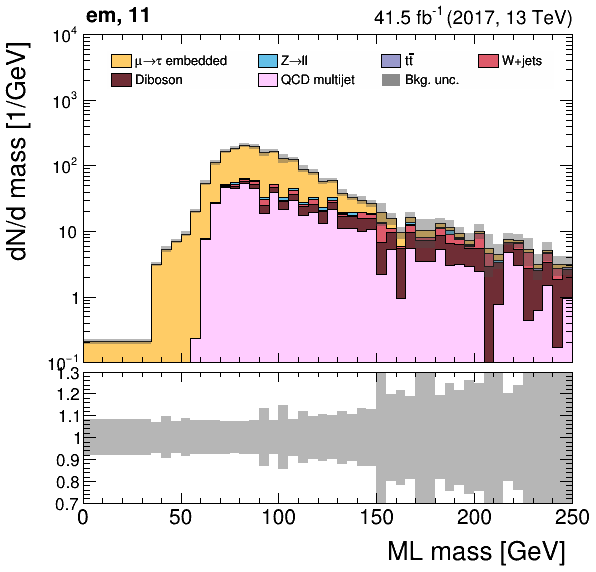 em, 11 41.5 fb⁻¹ (2017, 13 TeV)
dN/d mass [1/GeV]
10⁴
10³
10²
10
1
10⁻¹
μ→τ embedded Z→ll tt̄ W+jets
Diboson QCD multijet Bkg. unc.
1.3
1.2
1.1
1
0.9
0.8
0.7
0 50 100 150 200 250
ML mass [GeV]